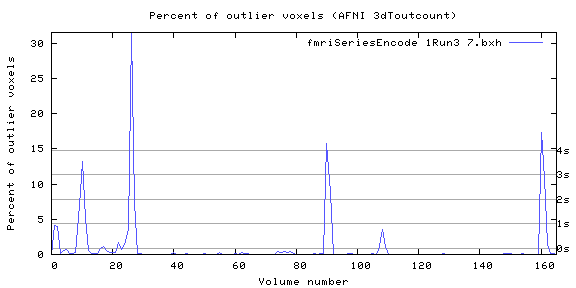 Percent of outlier voxels (AFNI 3dToutcount)
fmriSeriesEncode 1Run3 7.bxh
Percent of outlier voxels
30
25
20
15
10
5
0
4s
3s
2s
1s
0s
0 20 40 60 80 100 120 140 160
Volume number